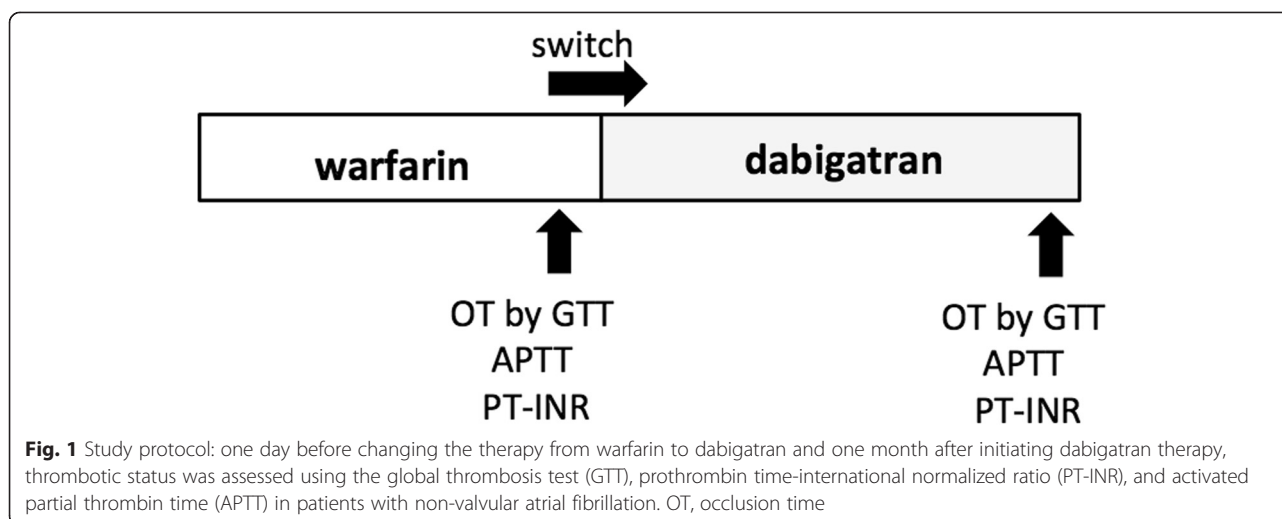 switch
warfarin
dabigatran
OT by GTT
APTT
PT-INR
OT by GTT
APTT
PT-INR
Fig. 1 Study protocol: one day before changing the therapy from warfarin to dabigatran and one month after initiating dabigatran therapy,
thrombotic status was assessed using the global thrombosis test (GTT), prothrombin time-international normalized ratio (PT-INR), and activated
partial thrombin time (APTT) in patients with non-valvular atrial fibrillation. OT, occlusion time